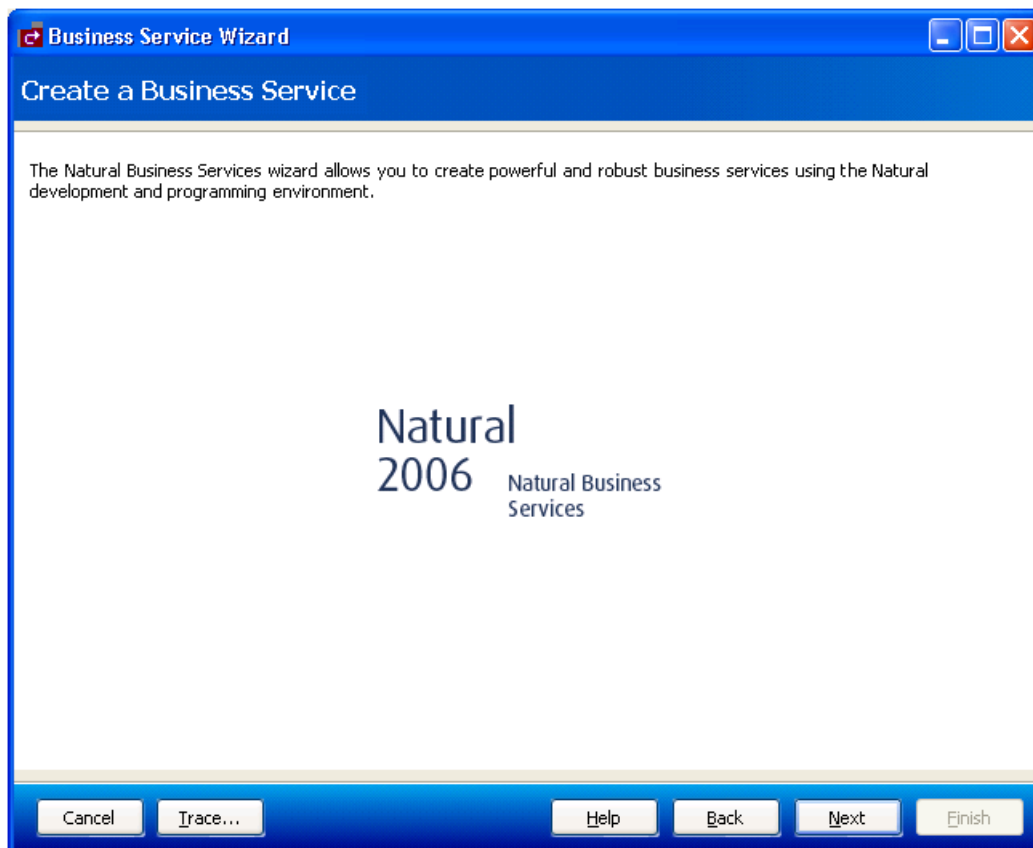 Business Service Wizard
Create a Business Service
The Natural Business Services wizard allows you to create powerful and robust business services using the Natural
development and programming environment.
Natural
2006
Natural Business
Services
Cancel
Trace...
Help
Back
Next
Finish